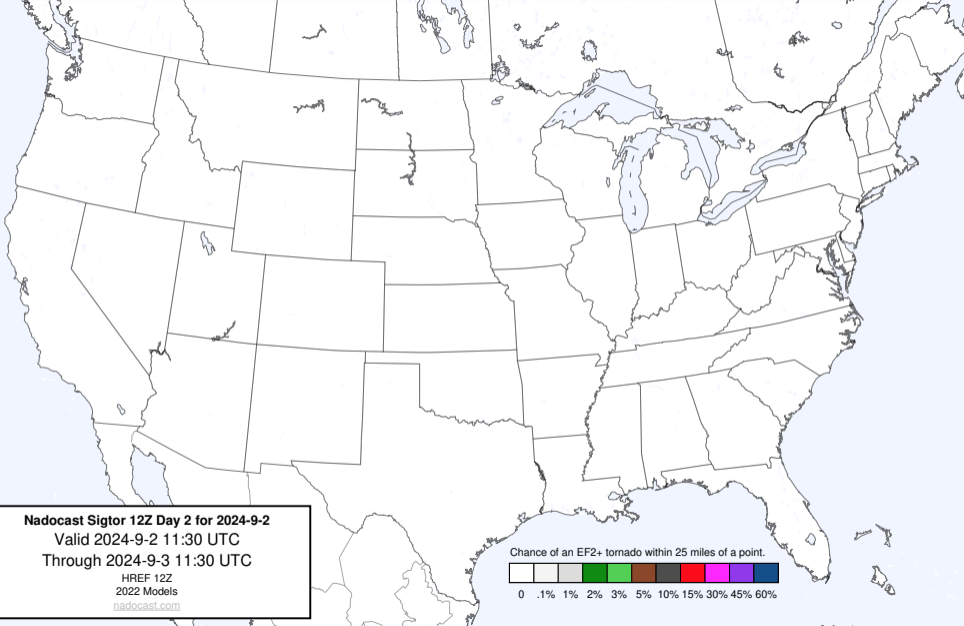 Nadocast Sigtor 12Z Day 2 for 2024-9-2
Valid 2024-9-2 11:30 UTC
Through 2024-9-3 11:30 UTC
HREF 12Z
2022 Models
nadocast.com
Chance of an EF2+ tornado within 25 miles of a point.
0 .1% 1% 2% 3% 5% 10% 15% 30% 45% 60%